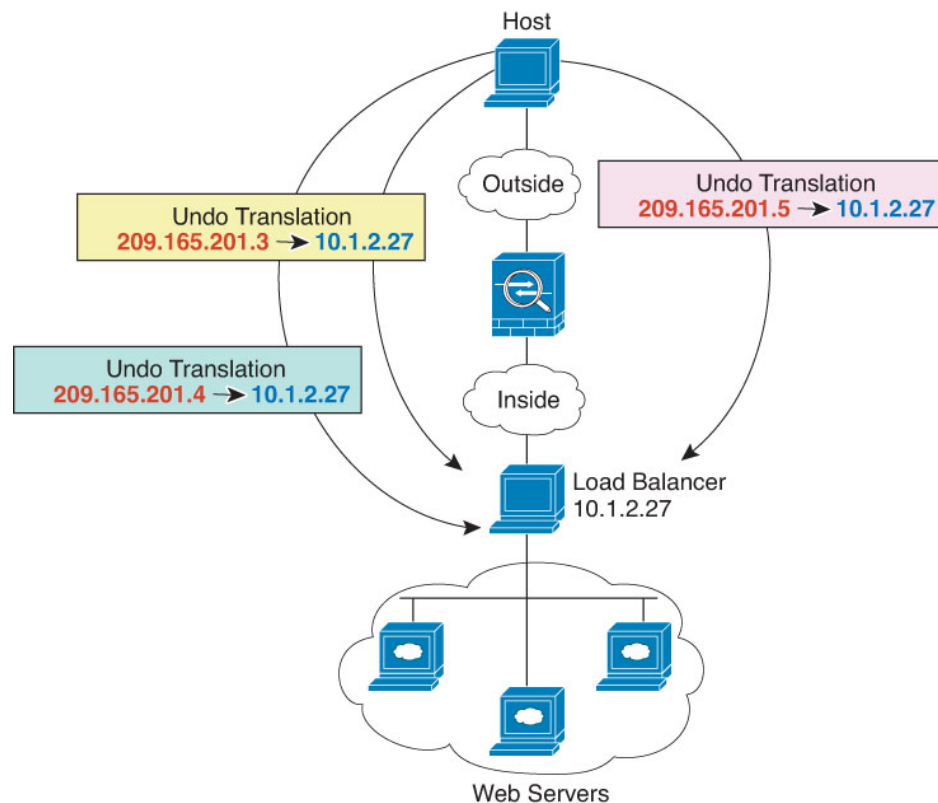 Host
Outside
Undo Translation
209.165.201.5 → 10.1.2.27
Undo Translation
209.165.201.3 → 10.1.2.27
Undo Translation
209.165.201.4 → 10.1.2.27
Inside
Load Balancer
10.1.2.27
Web Servers